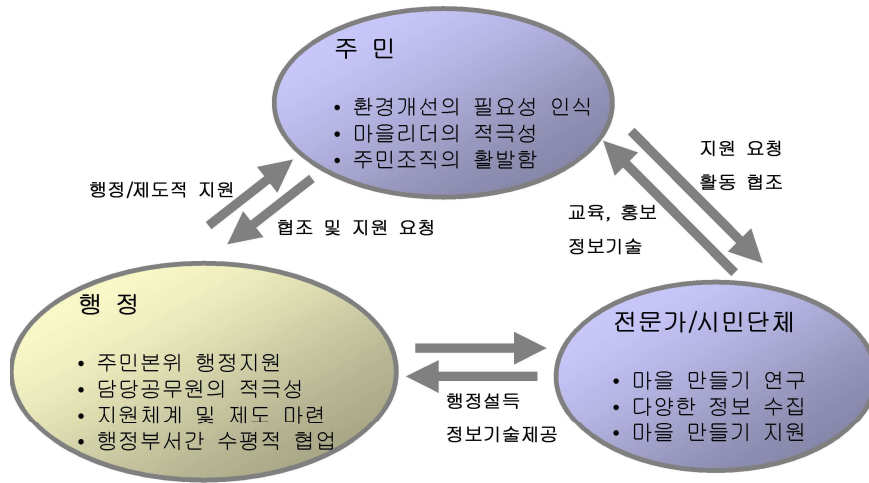 주 민
• 환경개선의 필요성 인식
• 마을리더의 적극성
• 주민조직의 활발함
행정/제도적 지원
협조 및 지원 요청
지원 요청
활동 협조
교육, 홍보
정보기술
행 정
• 주민본위 행정지원
• 담당공무원의 적극성
• 지원체계 및 제도 마련
• 행정부서간 수평적 협업
행정설득
정보기술제공
전문가/시민단체
• 마을 만들기 연구
• 다양한 정보 수집
• 마을 만들기 지원